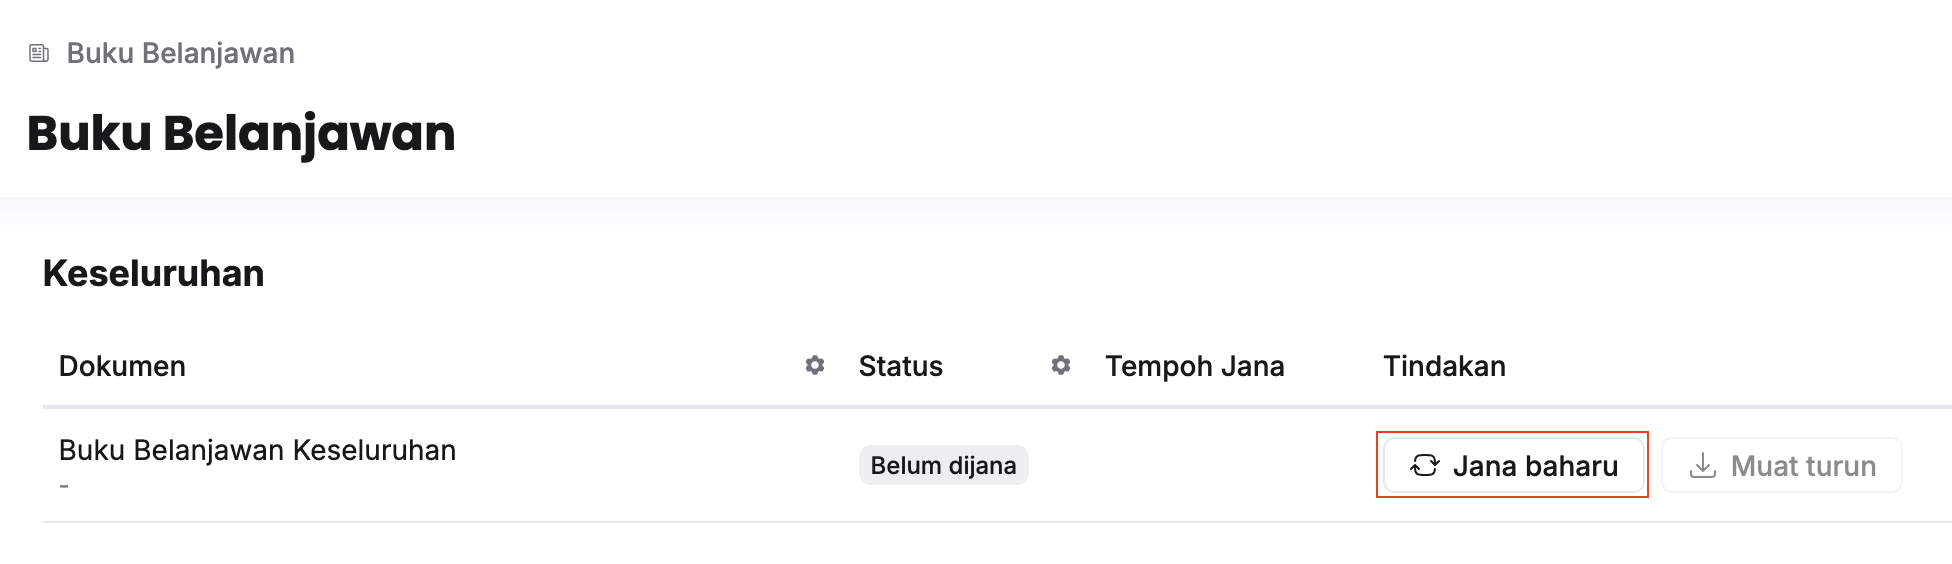 Buku Belanjawan
Buku Belanjawan
Keseluruhan
Dokumen Status Tempoh Jana Tindakan
Buku Belanjawan Keseluruhan
-
Belum dijana
Jana baharu
Muat turun